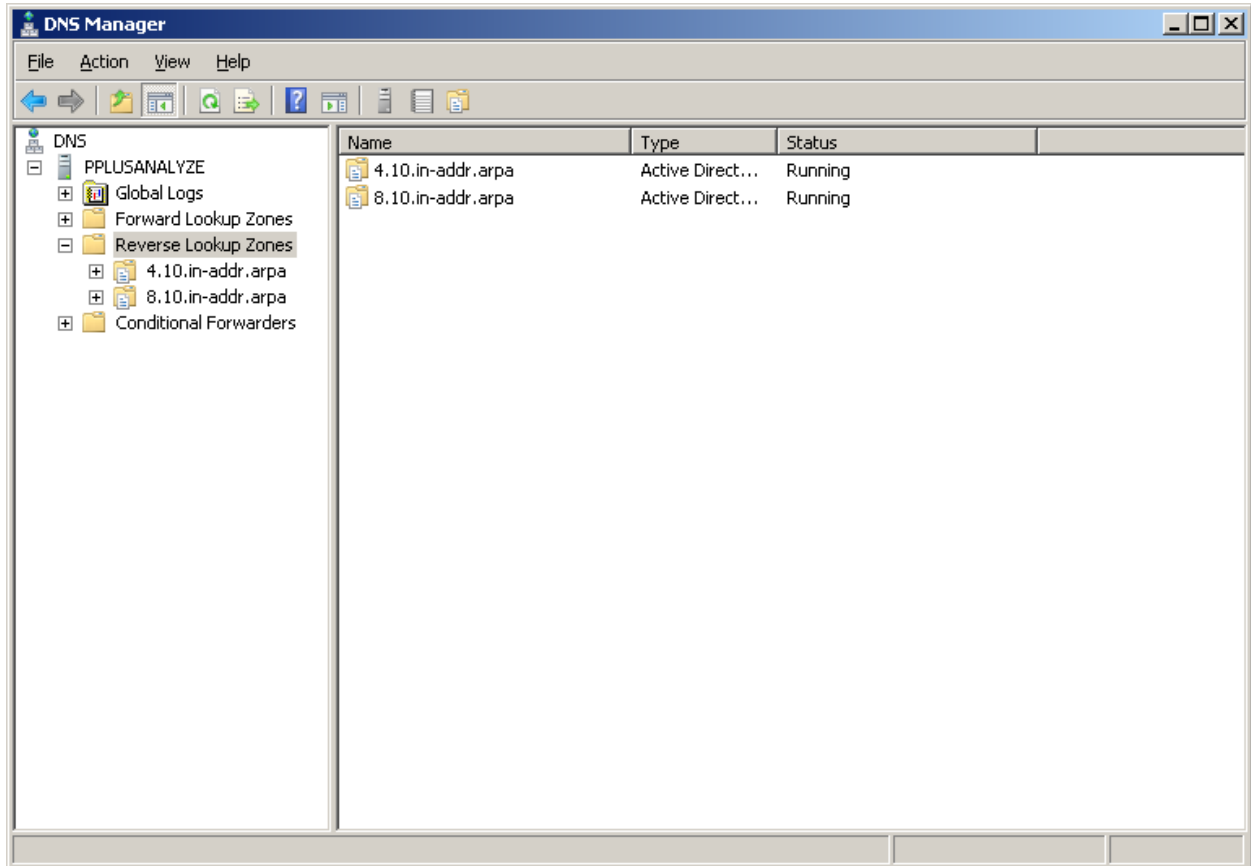 DNS Manager
File Action View Help
DNS
PPLUSANALYZE
Global Logs
Forward Lookup Zones
Reverse Lookup Zones
4.10.in-addr.arpa
8.10.in-addr.arpa
Conditional Forwarders
Name Type Status
4.10.in-addr.arpa Active Direct... Running
8.10.in-addr.arpa Active Direct... Running